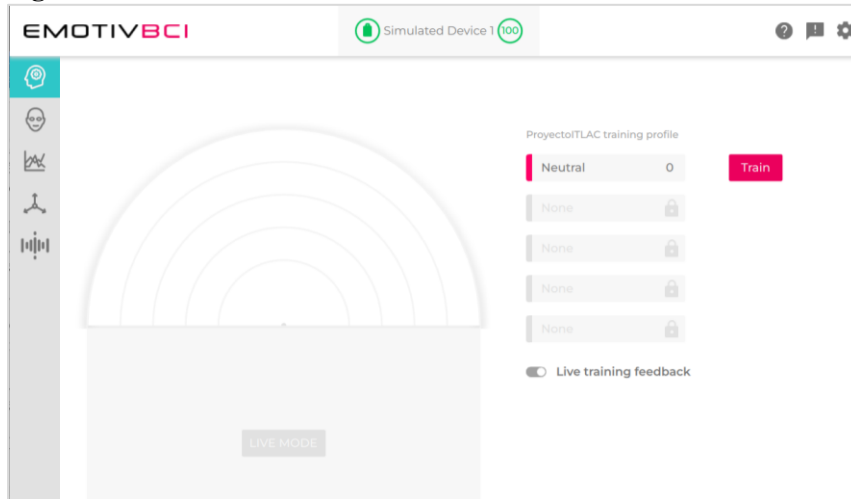 EMOTIVBCI
Simulated Device 1 100
ProyectoITLAC training profile
Neutral 0 Train
None
None
None
None
Live training feedback
LIVE MODE